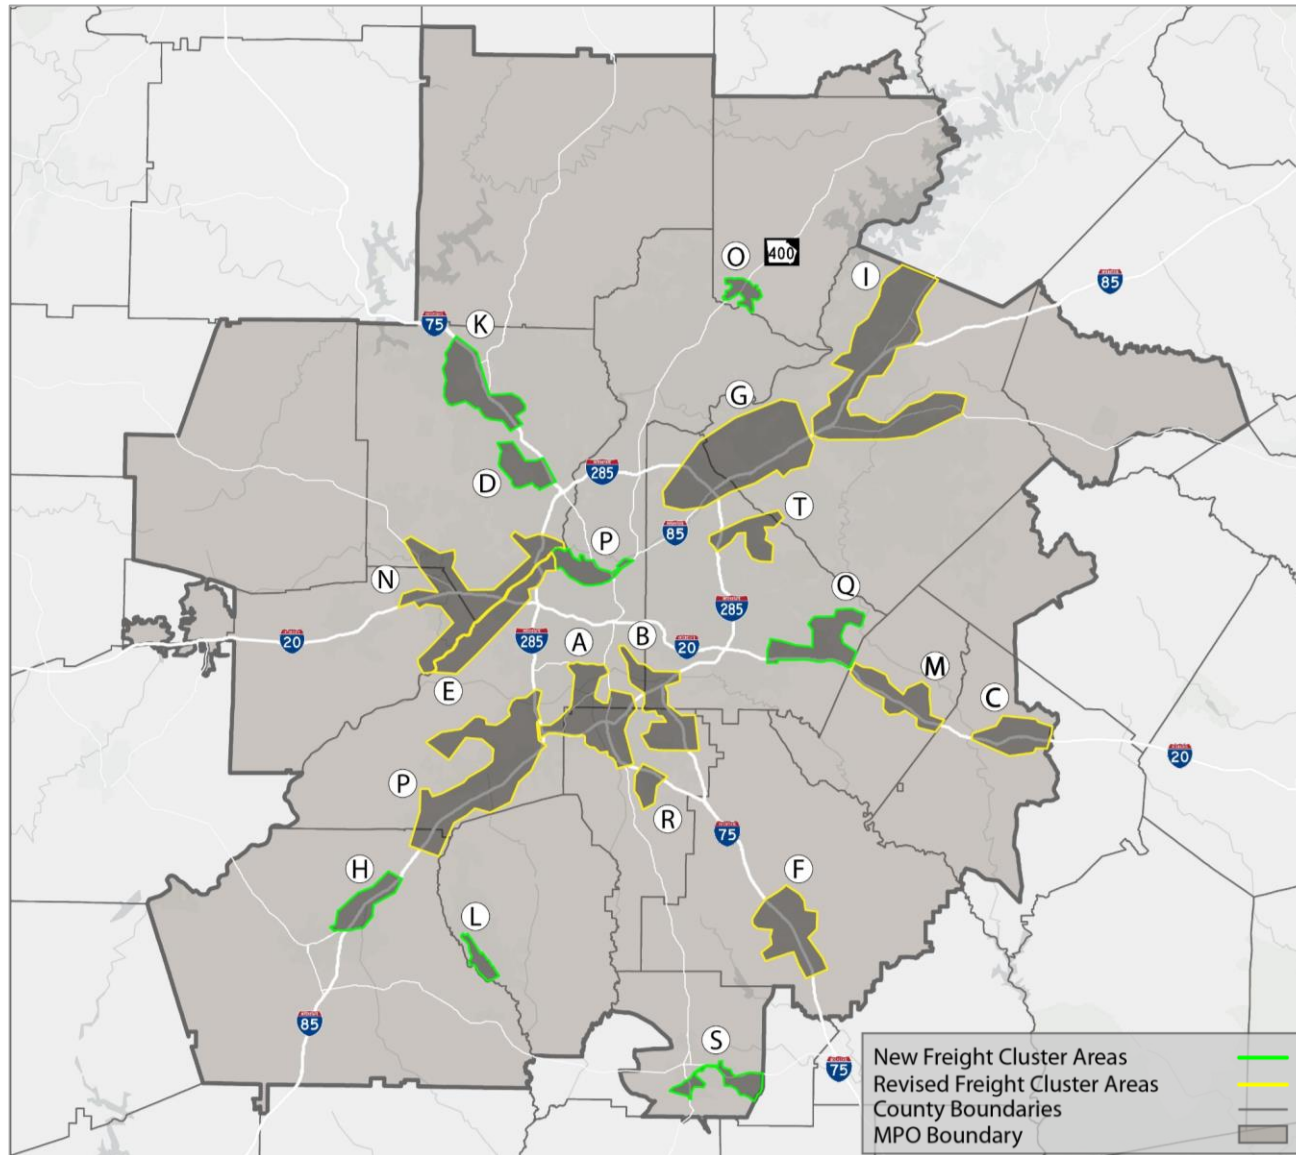 O
400
I
85
K
75
G
285
D
T
85
P
N
Q
285
20
285
A
B
20
M
E
C
20
P
R
75
F
H
L
85
S
75
New Freight Cluster Areas
Revised Freight Cluster Areas
County Boundaries
MPO Boundary